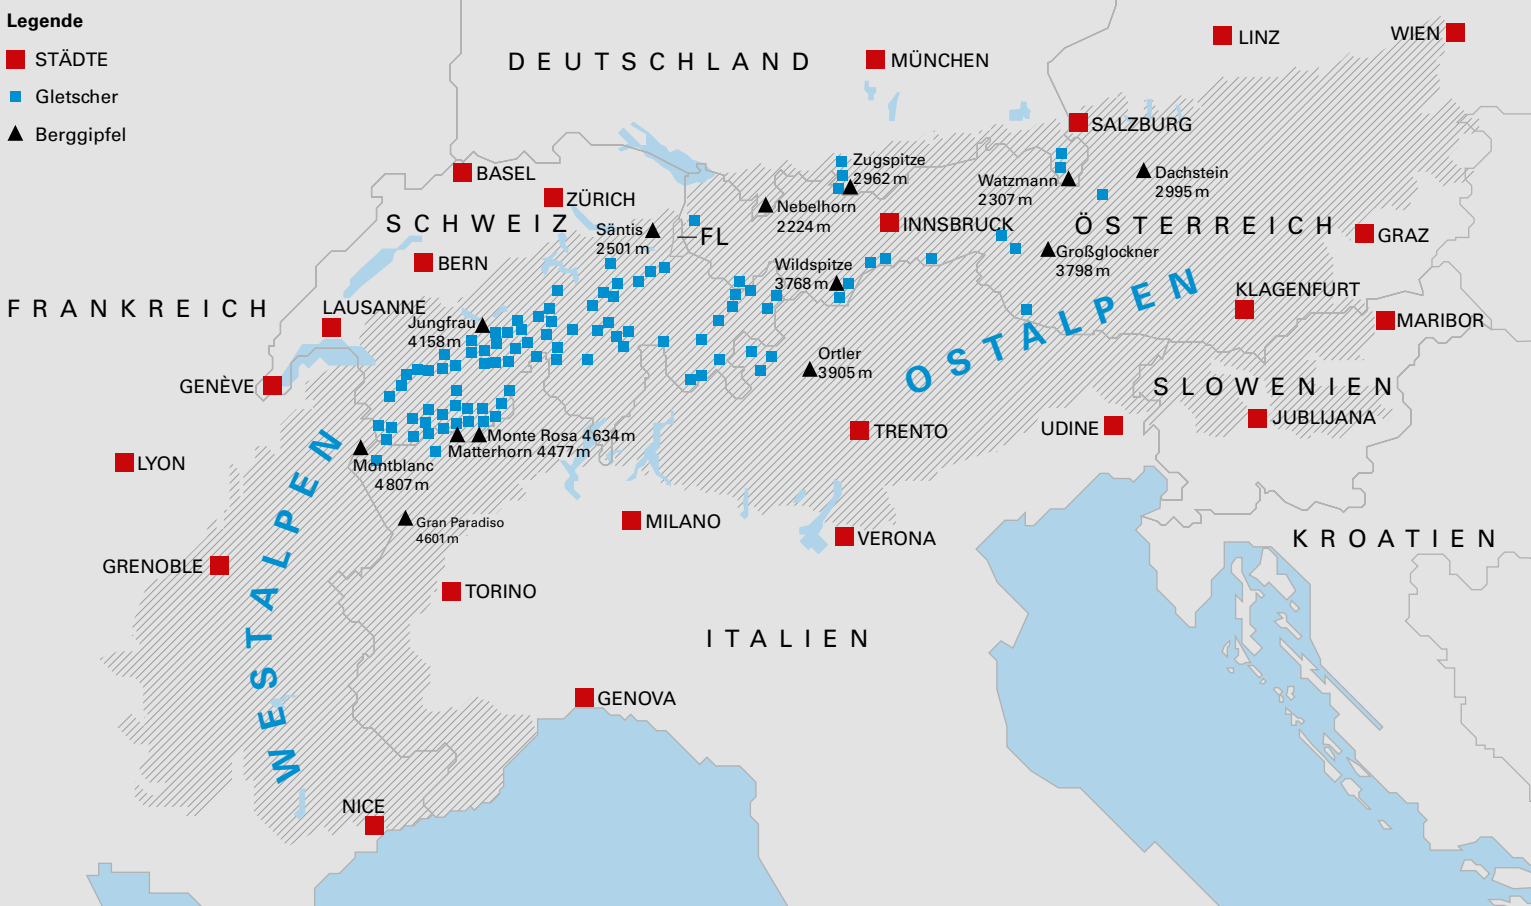 Legende
STÄDTE
Gletscher
Berggipfel
DEUTSCHLAND
MÜNCHEN
LINZ
WIEN
SALZBURG
BASEL
ZÜRICH
SCHWEIZ
Säntis
2501 m
FL
BERN
Zugspitze
2962 m
Nebelhorn
2224 m
INNSBRUCK
Watzmann
2307 m
Dachstein
2995 m
ÖSTERREICH
GRAZ
Großglockner
3798 m
Wildspitze
3768 m
FRANKREICH
LAUSANNE
Jungfrau
4158 m
KLAGENFURT
MARIBOR
OSTALPEN
Ortler
3905 m
GENÈVE
SLOWENIEN
JUBLIJANA
UDINE
TRENTO
Monte Rosa 4634 m
Matterhorn 4477 m
LYON
Montblanc
4807 m
WESTALPEN
Gran Paradiso
4601 m
MILANO
VERONA
KROATIEN
GRENOBLE
TORINO
ITALIEN
GENOVA
NICE